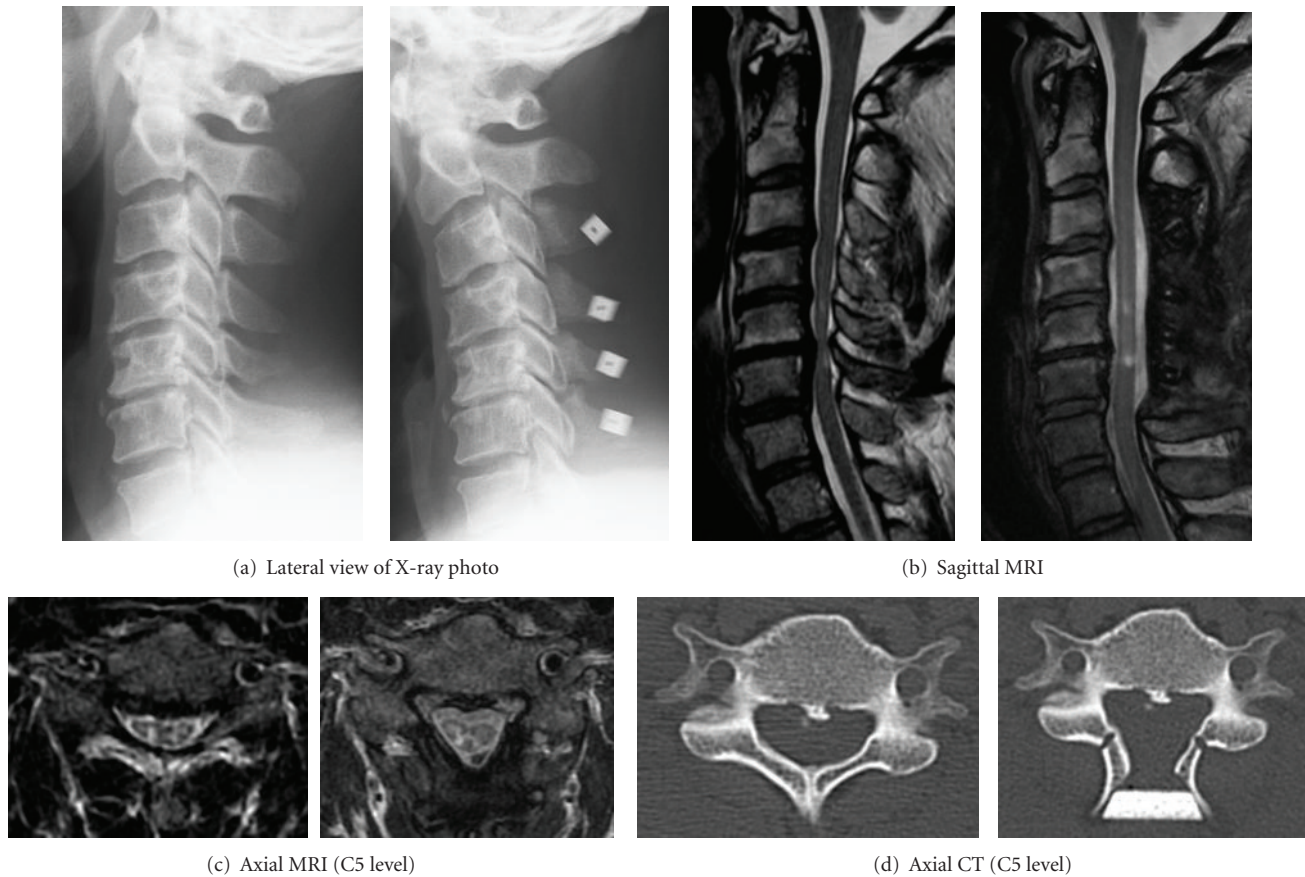 (a) Lateral view of X-ray photo
(b) Sagittal MRI
(c) Axial MRI (C5 level)
(d) Axial CT (C5 level)